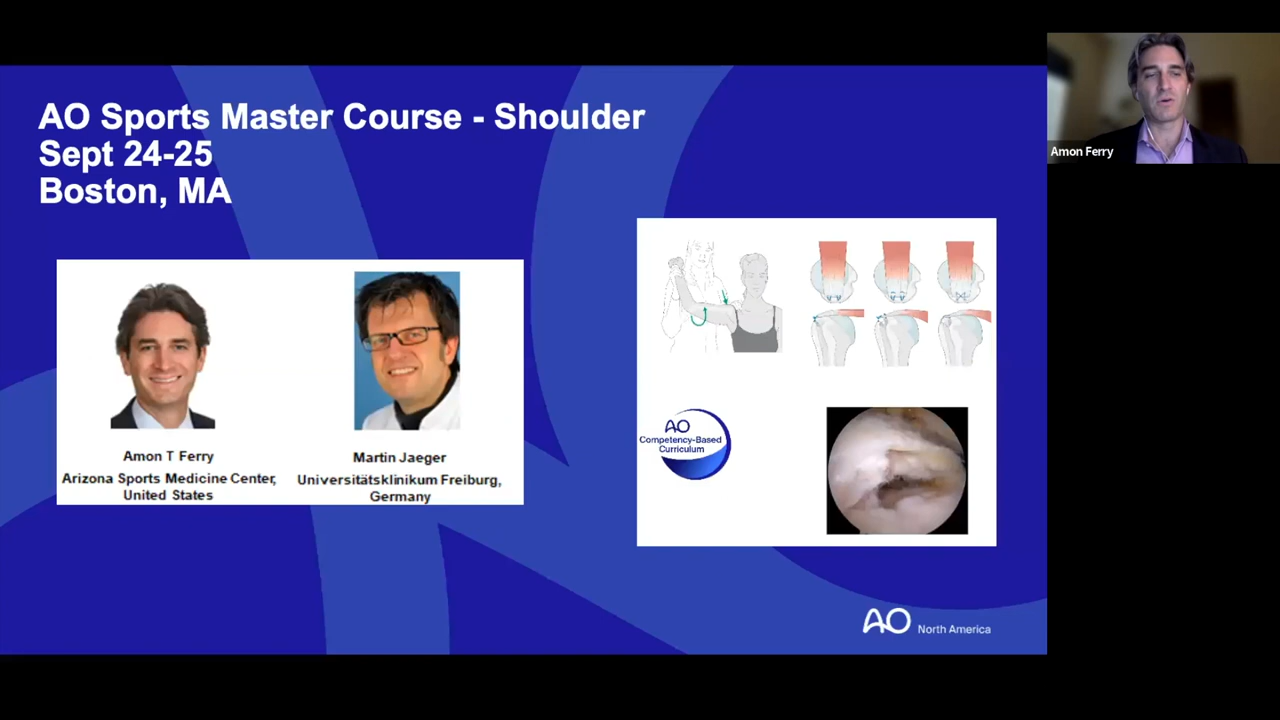 AO Sports Master Course - Shoulder
Sept 24-25
Boston, MA
Amon Ferry
Amon T Ferry
Arizona Sports Medicine Center,
United States
Martin Jaeger
Universitätsklinikum Freiburg,
Germany
AO
Competency-Based
Curriculum
AO North America